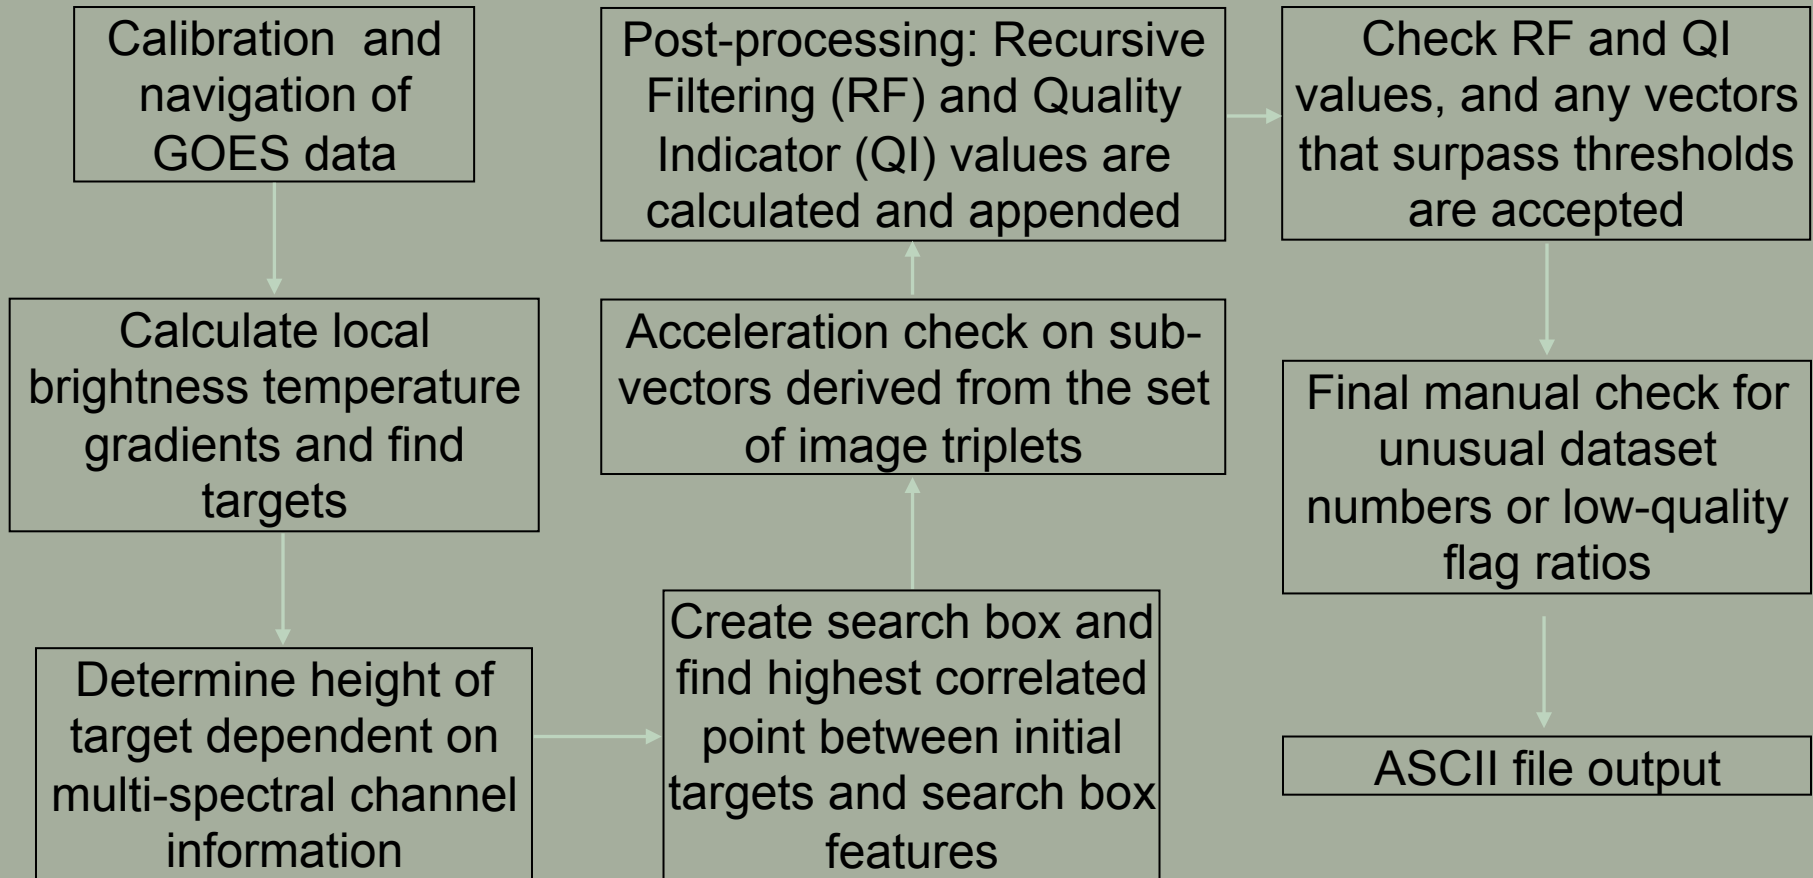 Calibration and
navigation of
GOES data
Calculate local
brightness temperature
gradients and find
targets
Determine height of
target dependent on
multi-spectral channel
information
Create search box and
find highest correlated
point between initial
targets and search box
features
Acceleration check on sub-
vectors derived from the set
of image triplets
Post-processing: Recursive
Filtering (RF) and Quality
Indicator (QI) values are
calculated and appended
Check RF and QI
values, and any vectors
that surpass thresholds
are accepted
Final manual check for
unusual dataset
numbers or low-quality
flag ratios
ASCII file output